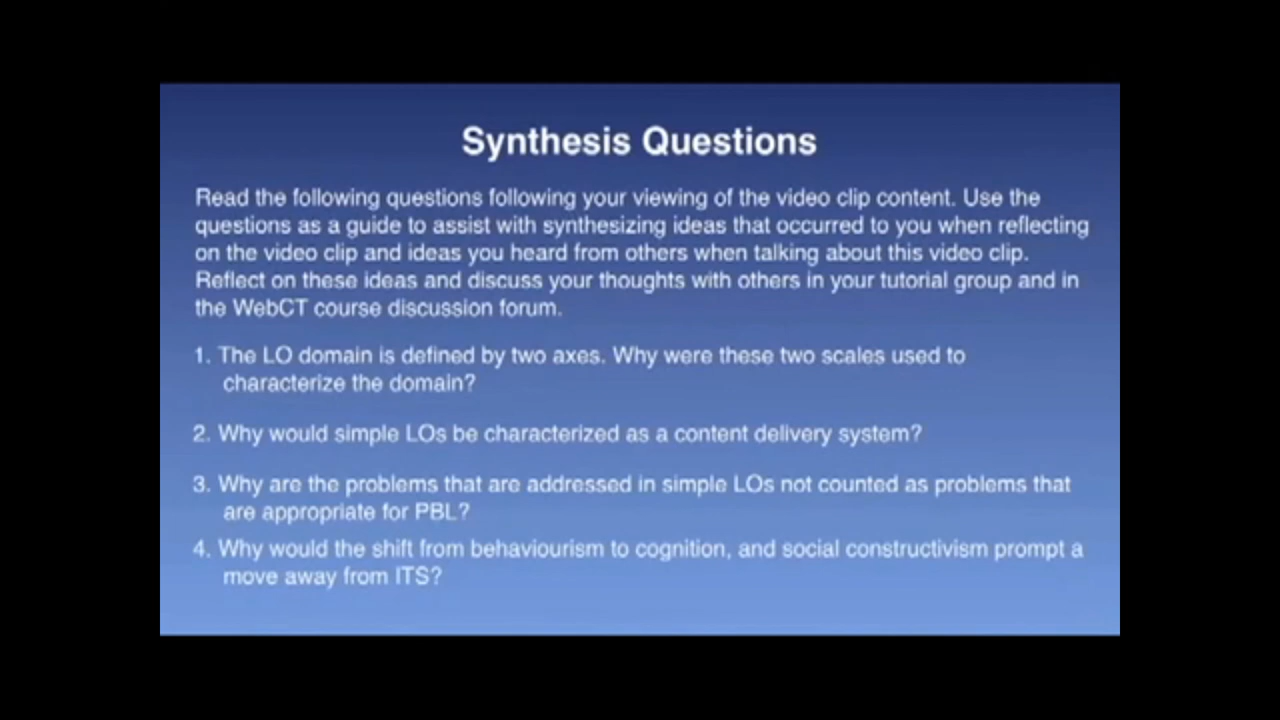 Synthesis Questions
Read the following questions following your viewing of the video clip content. Use the
questions as a guide to assist with synthesizing ideas that occurred to you when reflecting
on the video clip and ideas you heard from others when talking about this video clip.
Reflect on these ideas and discuss your thoughts with others in your tutorial group and in
the WebCT course discussion forum.
1. The LO domain is defined by two axes. Why were these two scales used to
characterize the domain?
2. Why would simple LOs be characterized as a content delivery system?
3. Why are the problems that are addressed in simple LOs not counted as problems that
are appropriate for PBL?
4. Why would the shift from behaviourism to cognition, and social constructivism prompt a
move away from ITS?